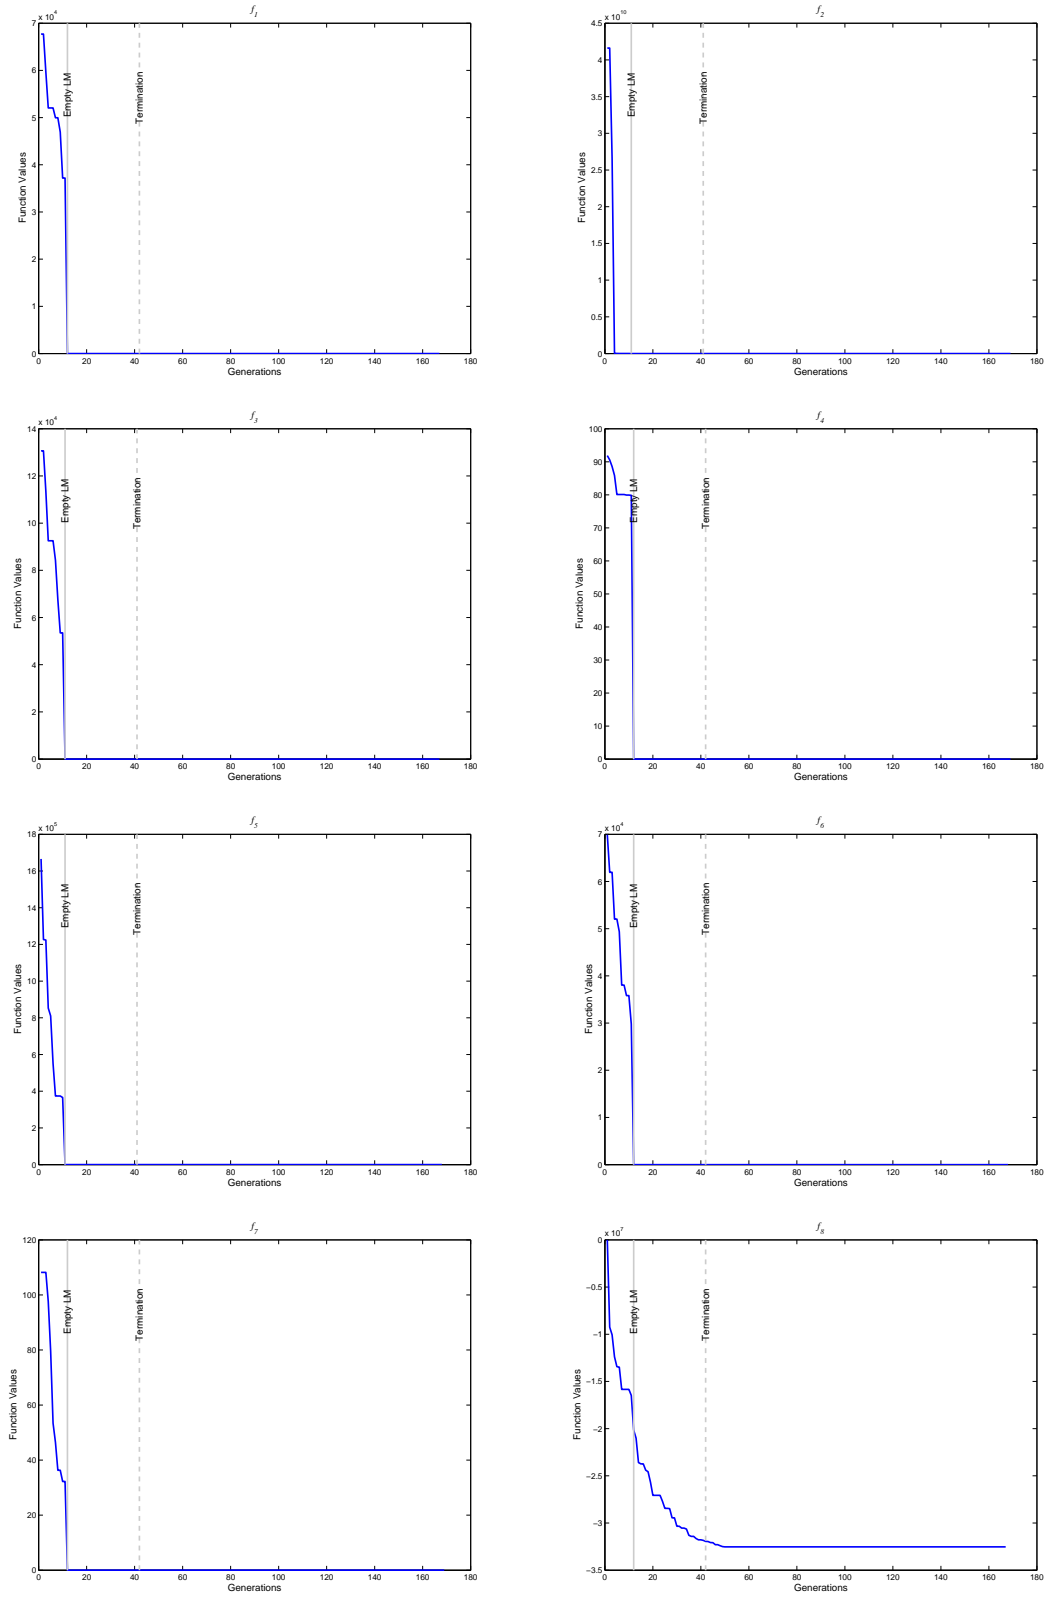 f1
x 10^4
7
6
5
4
3
2
1
0
Function Values
Empty LM
Termination
0 20 40 60 80 100 120 140 160 180
Generations
f2
x 10^10
4.5
4
3.5
3
2.5
2
1.5
1
0.5
0
Function Values
Empty LM
Termination
0 20 40 60 80 100 120 140 160 180
Generations
f3
x 10^4
14
12
10
8
6
4
2
0
Function Values
Empty LM
Termination
0 20 40 60 80 100 120 140 160 180
Generations
f4
100
90
80
70
60
50
40
30
20
10
0
Function Values
Empty LM
Termination
0 20 40 60 80 100 120 140 160 180
Generations
f5
x 10^5
18
16
14
12
10
8
6
4
2
0
Function Values
Empty LM
Termination
0 20 40 60 80 100 120 140 160 180
Generations
f6
x 10^4
7
6
5
4
3
2
1
0
Function Values
Empty LM
Termination
0 20 40 60 80 100 120 140 160 180
Generations
f7
120
100
80
60
40
20
0
Function Values
Empty LM
Termination
0 20 40 60 80 100 120 140 160 180
Generations
f8
x 10^7
0
−0.5
−1
−1.5
−2
−2.5
−3
−3.5
Function Values
Empty LM
Termination
0 20 40 60 80 100 120 140 160 180
Generations